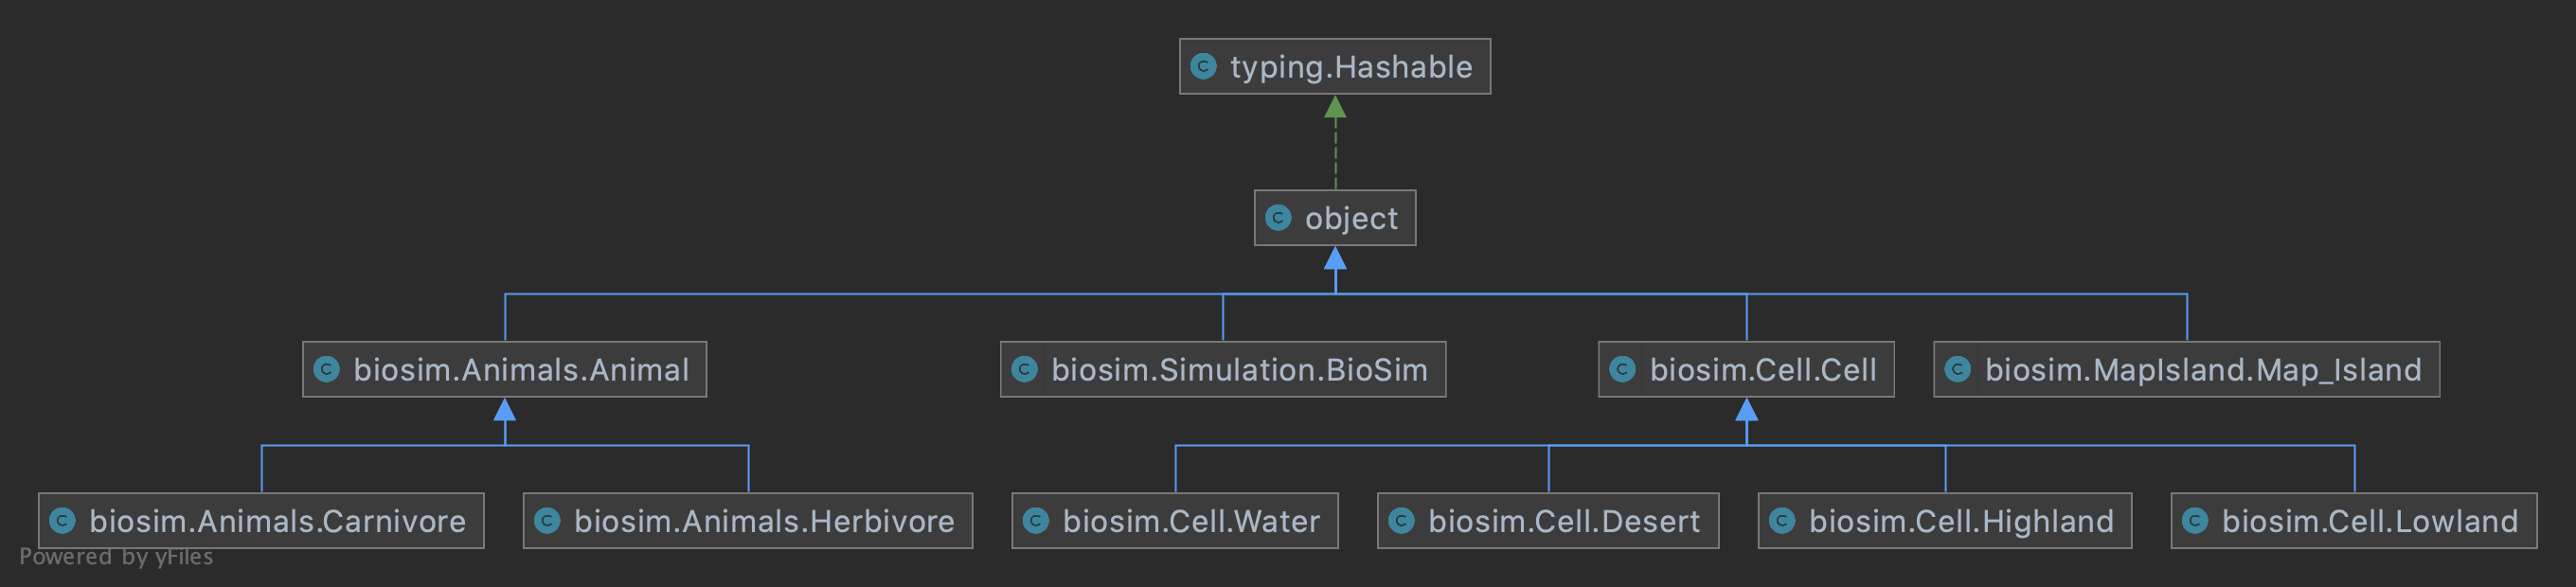 typing.Hashable
object
biosim.Animals.Animal
biosim.Simulation.BioSim
biosim.Cell.Cell
biosim.MapIsland.Map_Island
biosim.Animals.Carnivore
biosim.Animals.Herbivore
biosim.Cell.Water
biosim.Cell.Desert
biosim.Cell.Highland
biosim.Cell.Lowland
Powered by yFiles